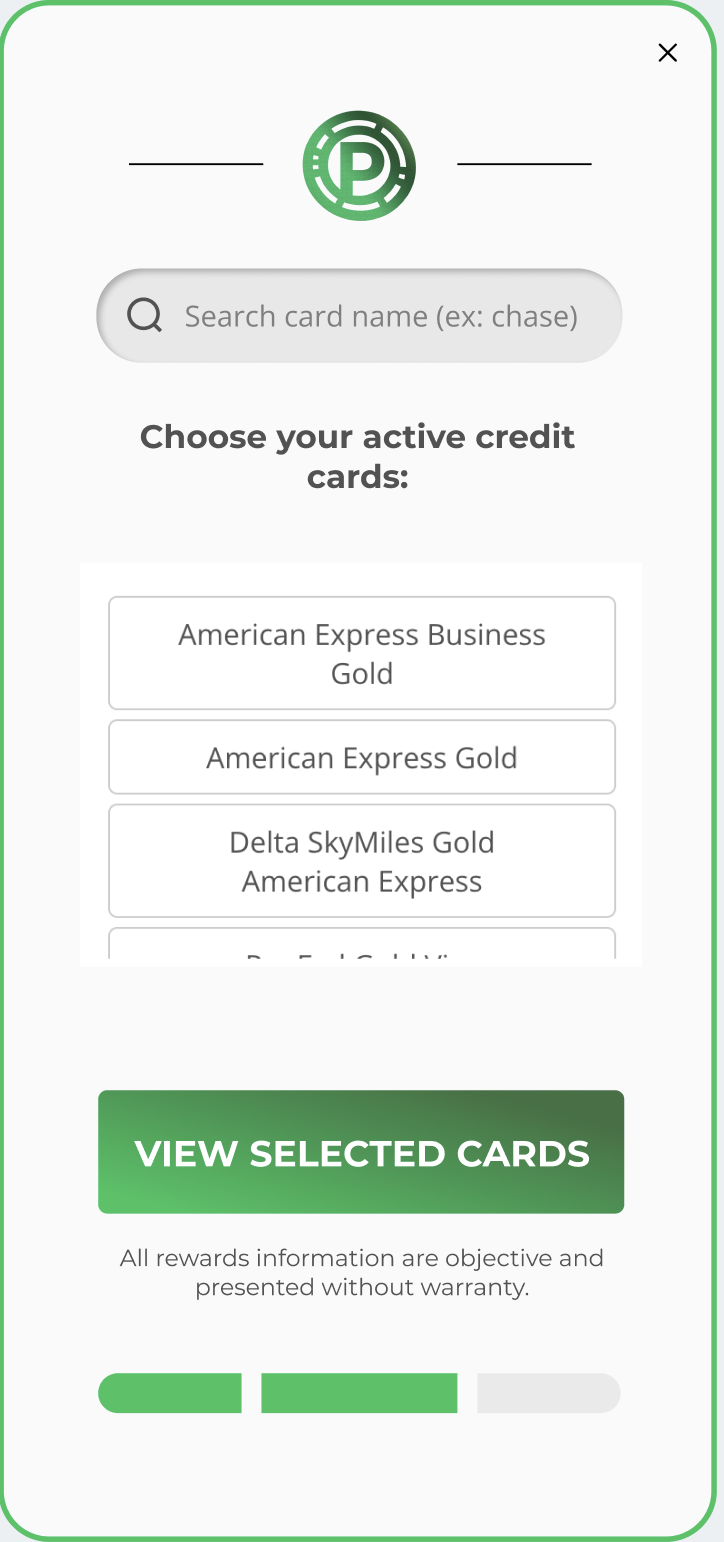 P
Search card name (ex: chase)
Choose your active credit
cards:
American Express Business
Gold
American Express Gold
Delta SkyMiles Gold
American Express
VIEW SELECTED CARDS
All rewards information are objective and
presented without warranty.